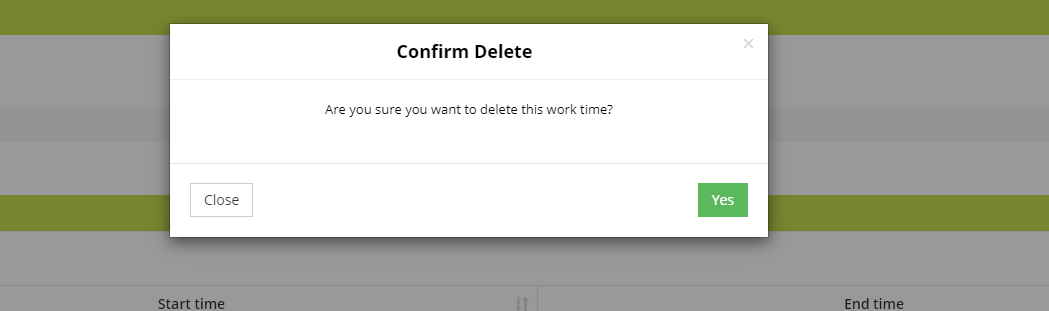 Confirm Delete
×
Are you sure you want to delete this work time?
Close
Yes
Start time
End time